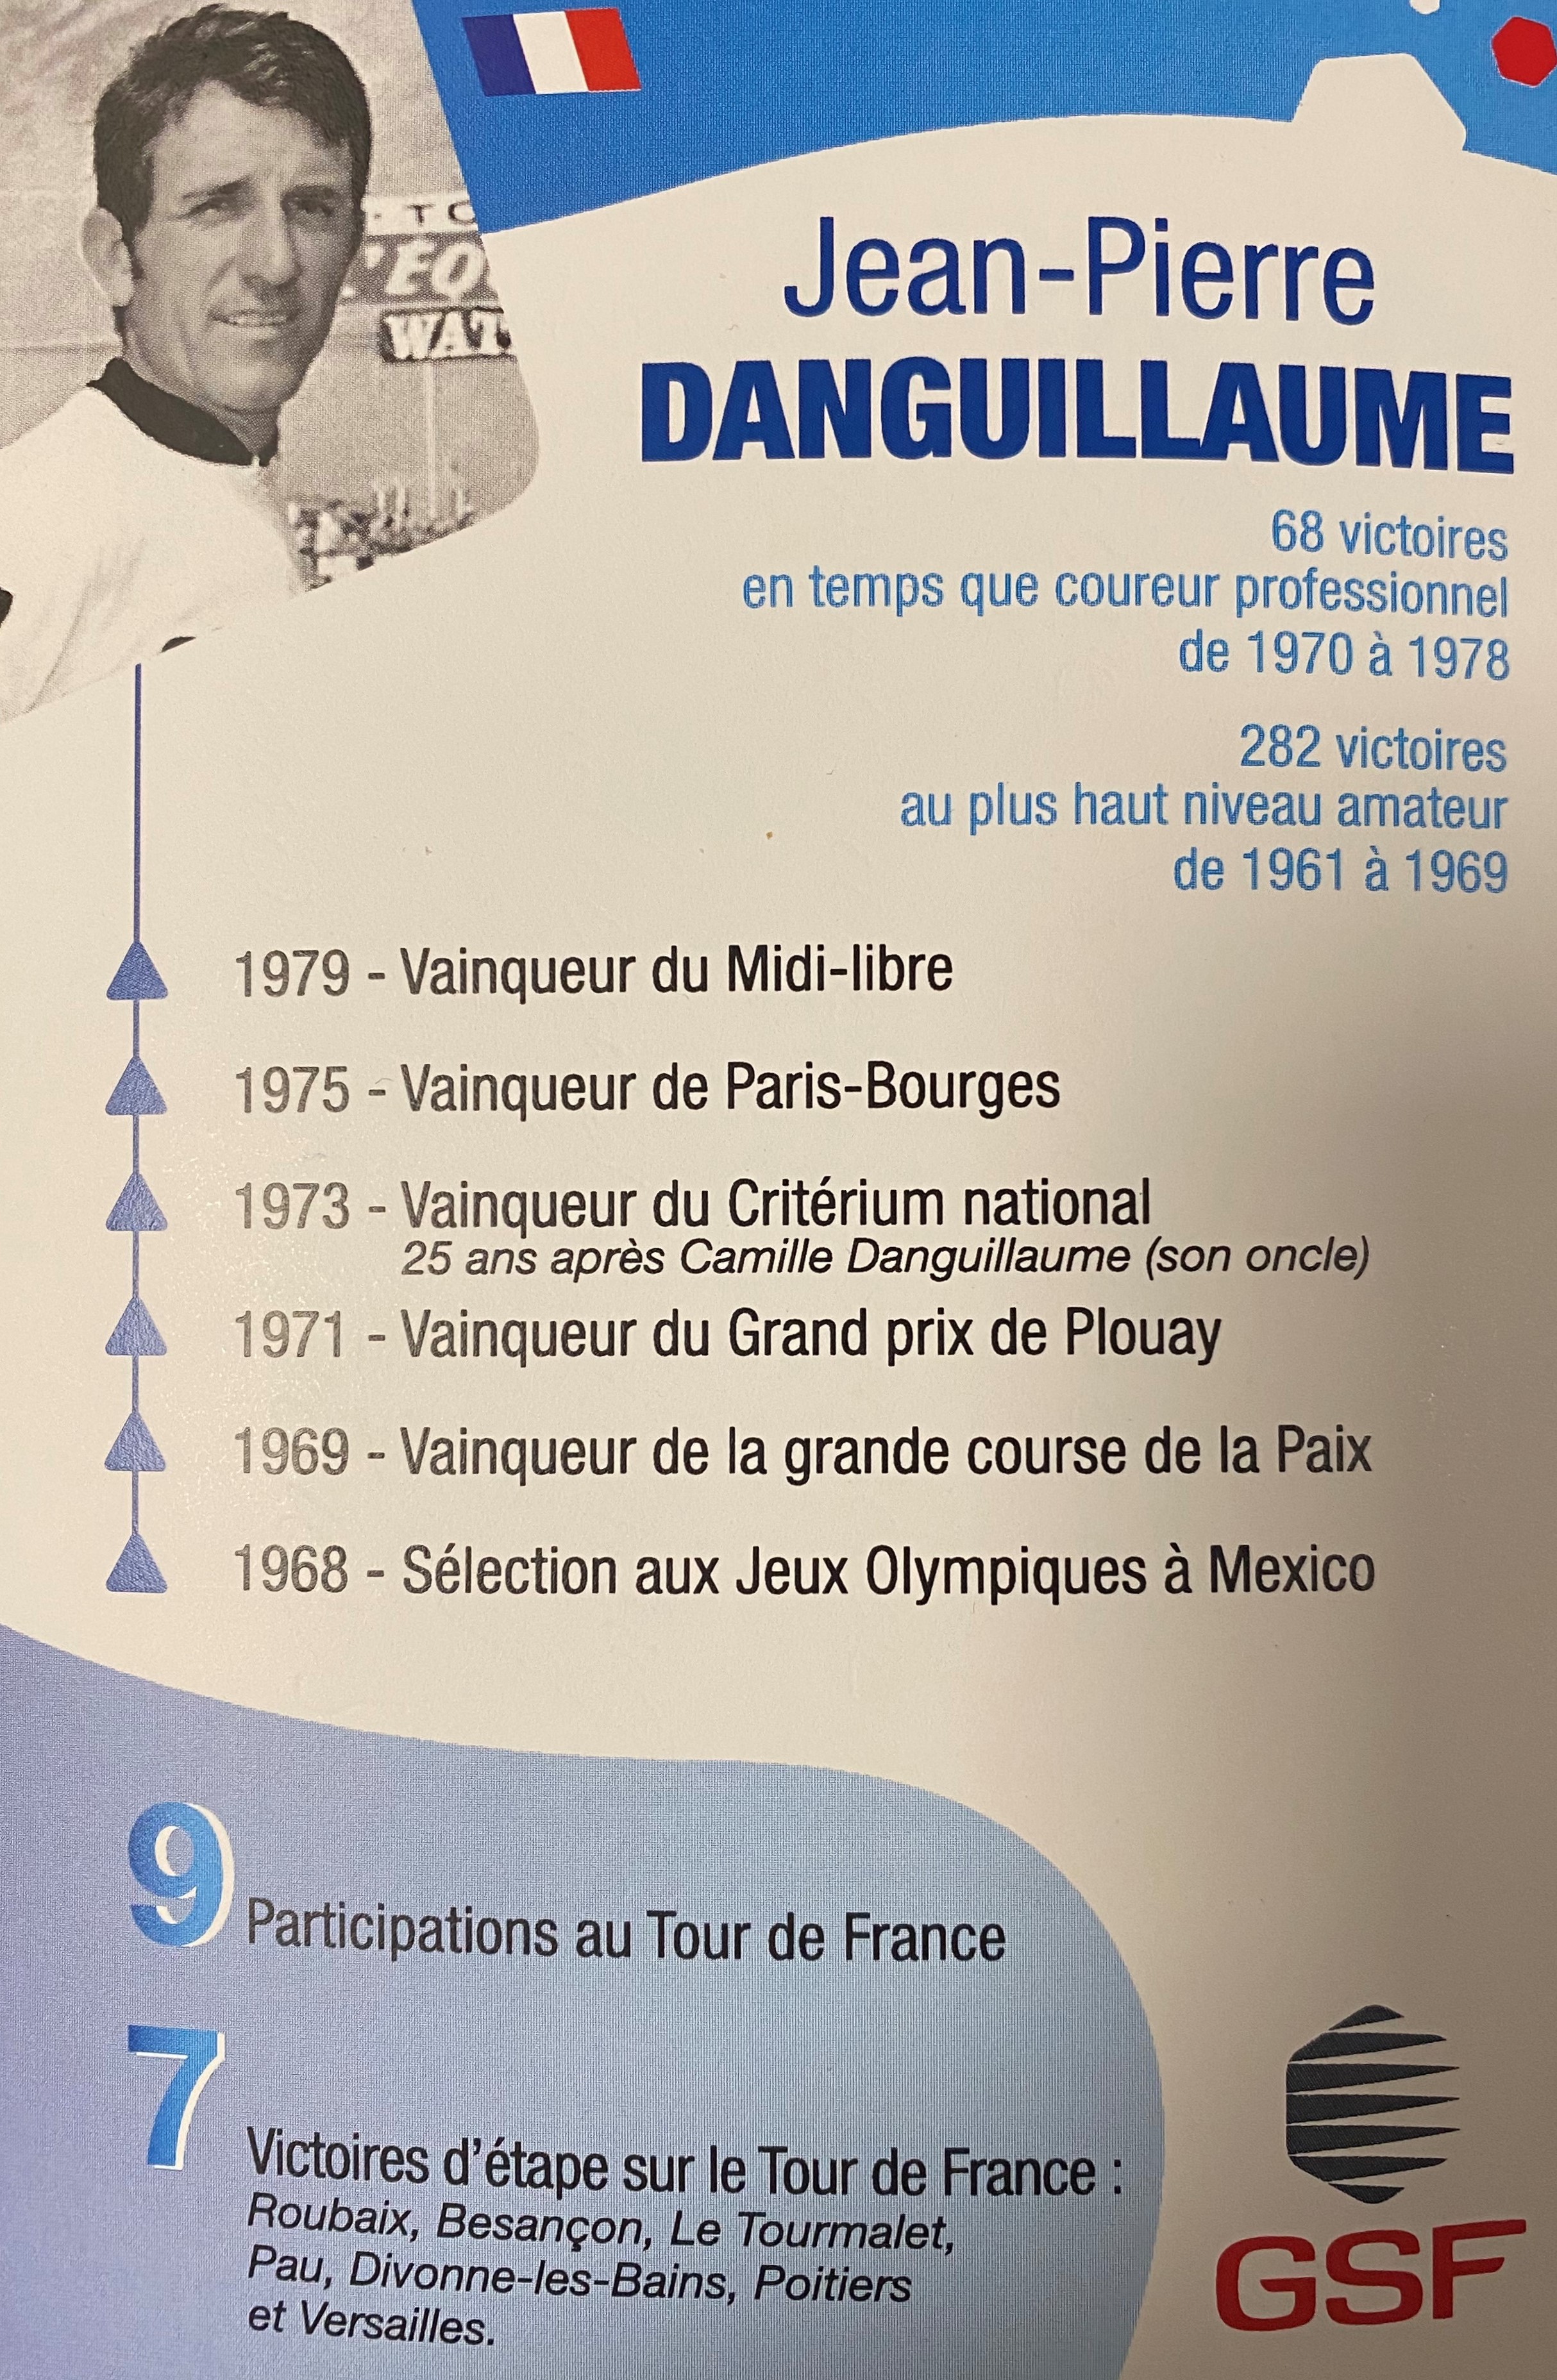 TO
L'EQ
WAT
Jean-Pierre
DANGUILLAUME
68 victoires
en temps que coureur professionnel
de 1970 à 1978
282 victoires
au plus haut niveau amateur
de 1961 à 1969
1979 - Vainqueur du Midi-libre
1975 - Vainqueur de Paris-Bourges
1973 - Vainqueur du Critérium national
25 ans après Camille Danguillaume (son oncle)
1971 - Vainqueur du Grand prix de Plouay
1969 - Vainqueur de la grande course de la Paix
1968 - Sélection aux Jeux Olympiques à Mexico
9 Participations au Tour de France
7 Victoires d'étape sur le Tour de France :
Roubaix, Besançon, Le Tourmalet,
Pau, Divonne-les-Bains, Poitiers
et Versailles.
GSF